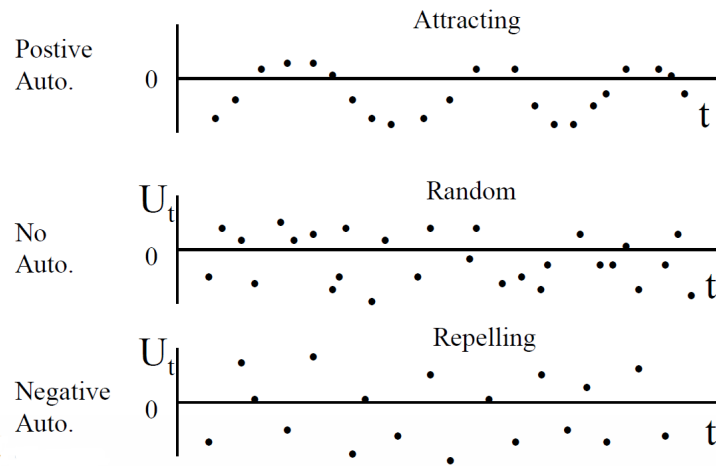 Attracting
Postive
Auto.
0
t
Random
U_t
No
Auto.
0
t
Repelling
U_t
Negative
Auto.
0
t